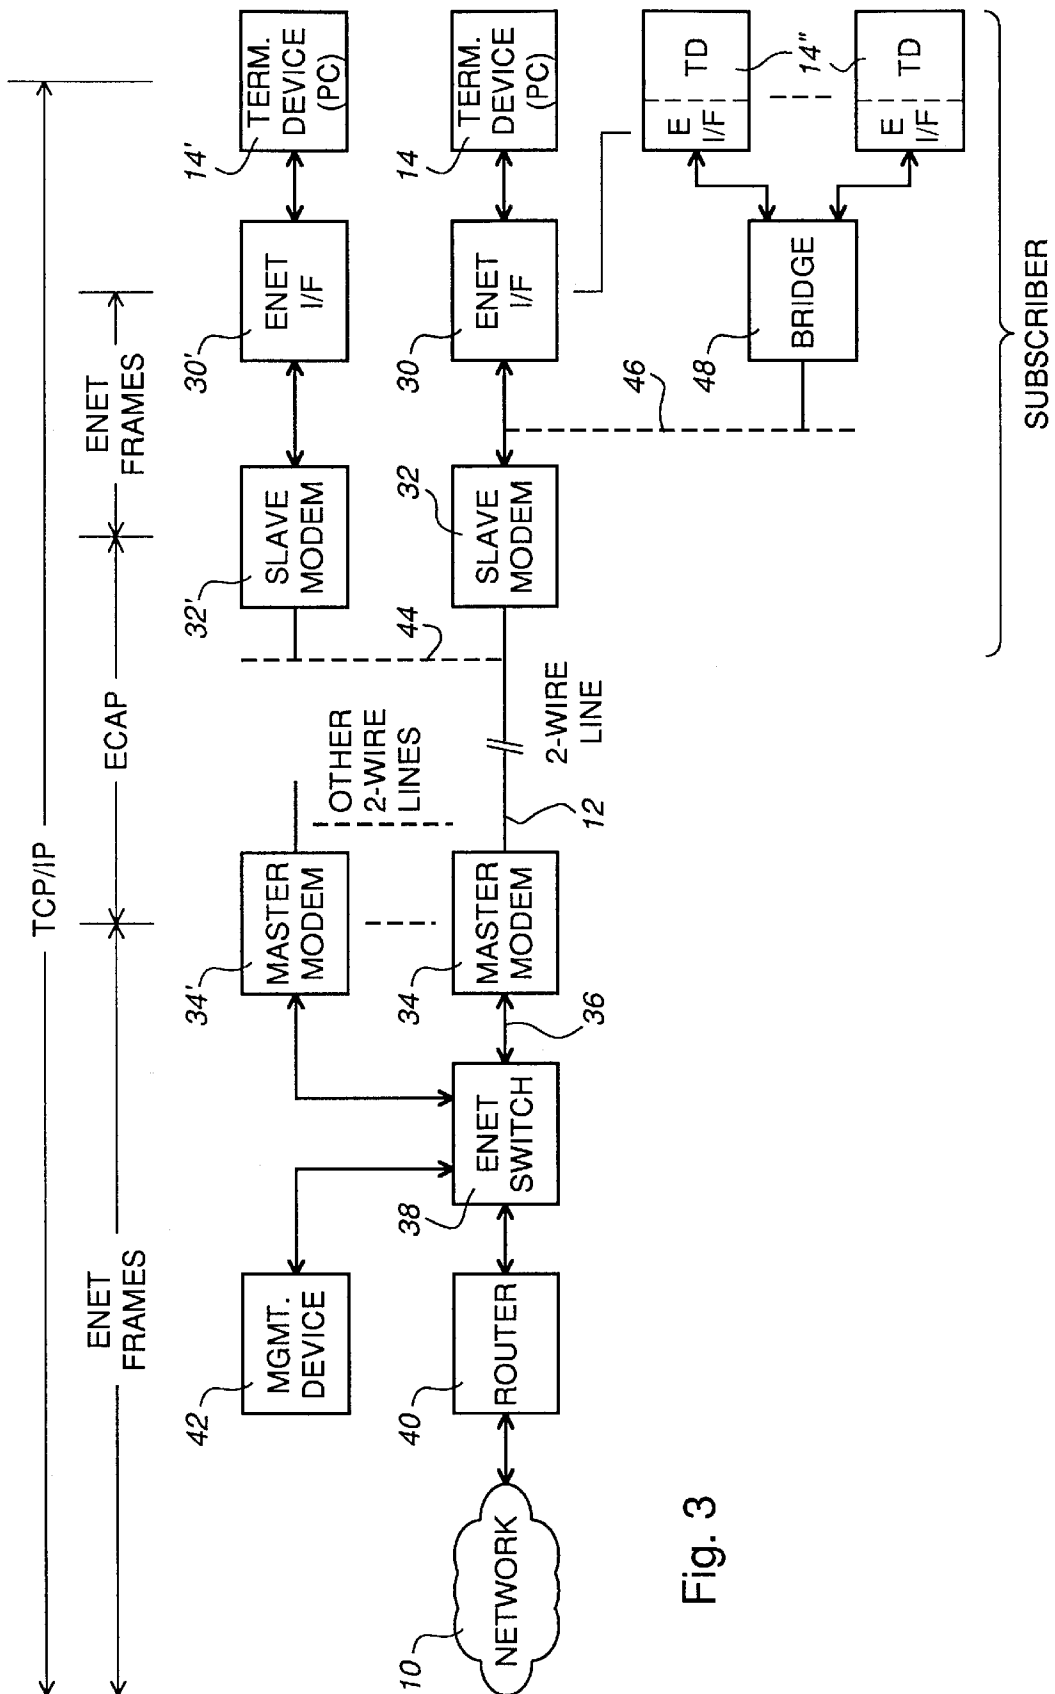 TCP/IP
ENET
FRAMES
ECAP
ENET
FRAMES
42
MGMT.
DEVICE
34'
MASTER
MODEM
OTHER
2-WIRE
LINES
32'
SLAVE
MODEM
30'
ENET
I/F
14'
TERM.
DEVICE
(PC)
10
NETWORK
40
ROUTER
38
ENET
SWITCH
36
34
MASTER
MODEM
12
2-WIRE
LINE
44
32
SLAVE
MODEM
30
ENET
I/F
14
TERM.
DEVICE
(PC)
46
48
BRIDGE
E
I/F
TD
14"
E
I/F
TD
SUBSCRIBER
Fig. 3